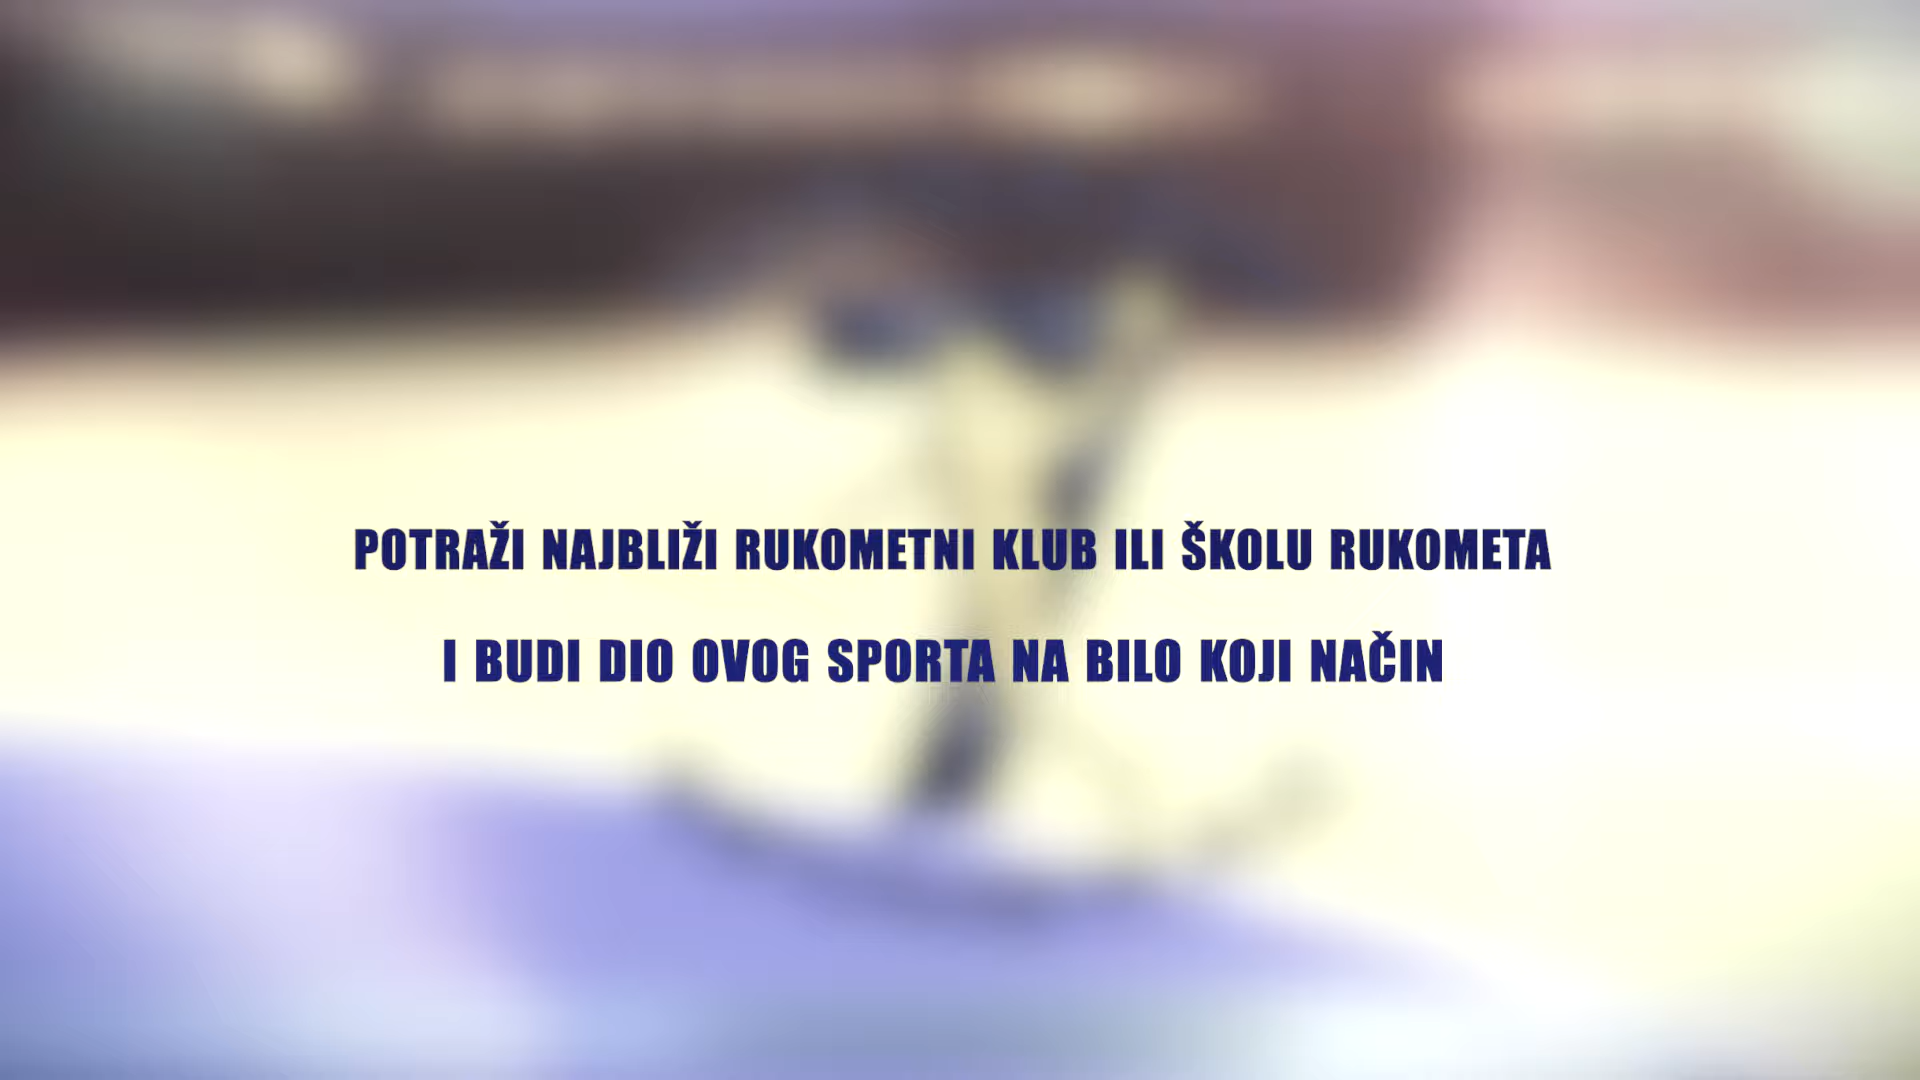 POTRAŽI NAJBLIŽI RUKOMETNI KLUB ILI ŠKOLU RUKOMETA
I BUDI DIO OVOG SPORTA NA BILO KOJI NAČIN